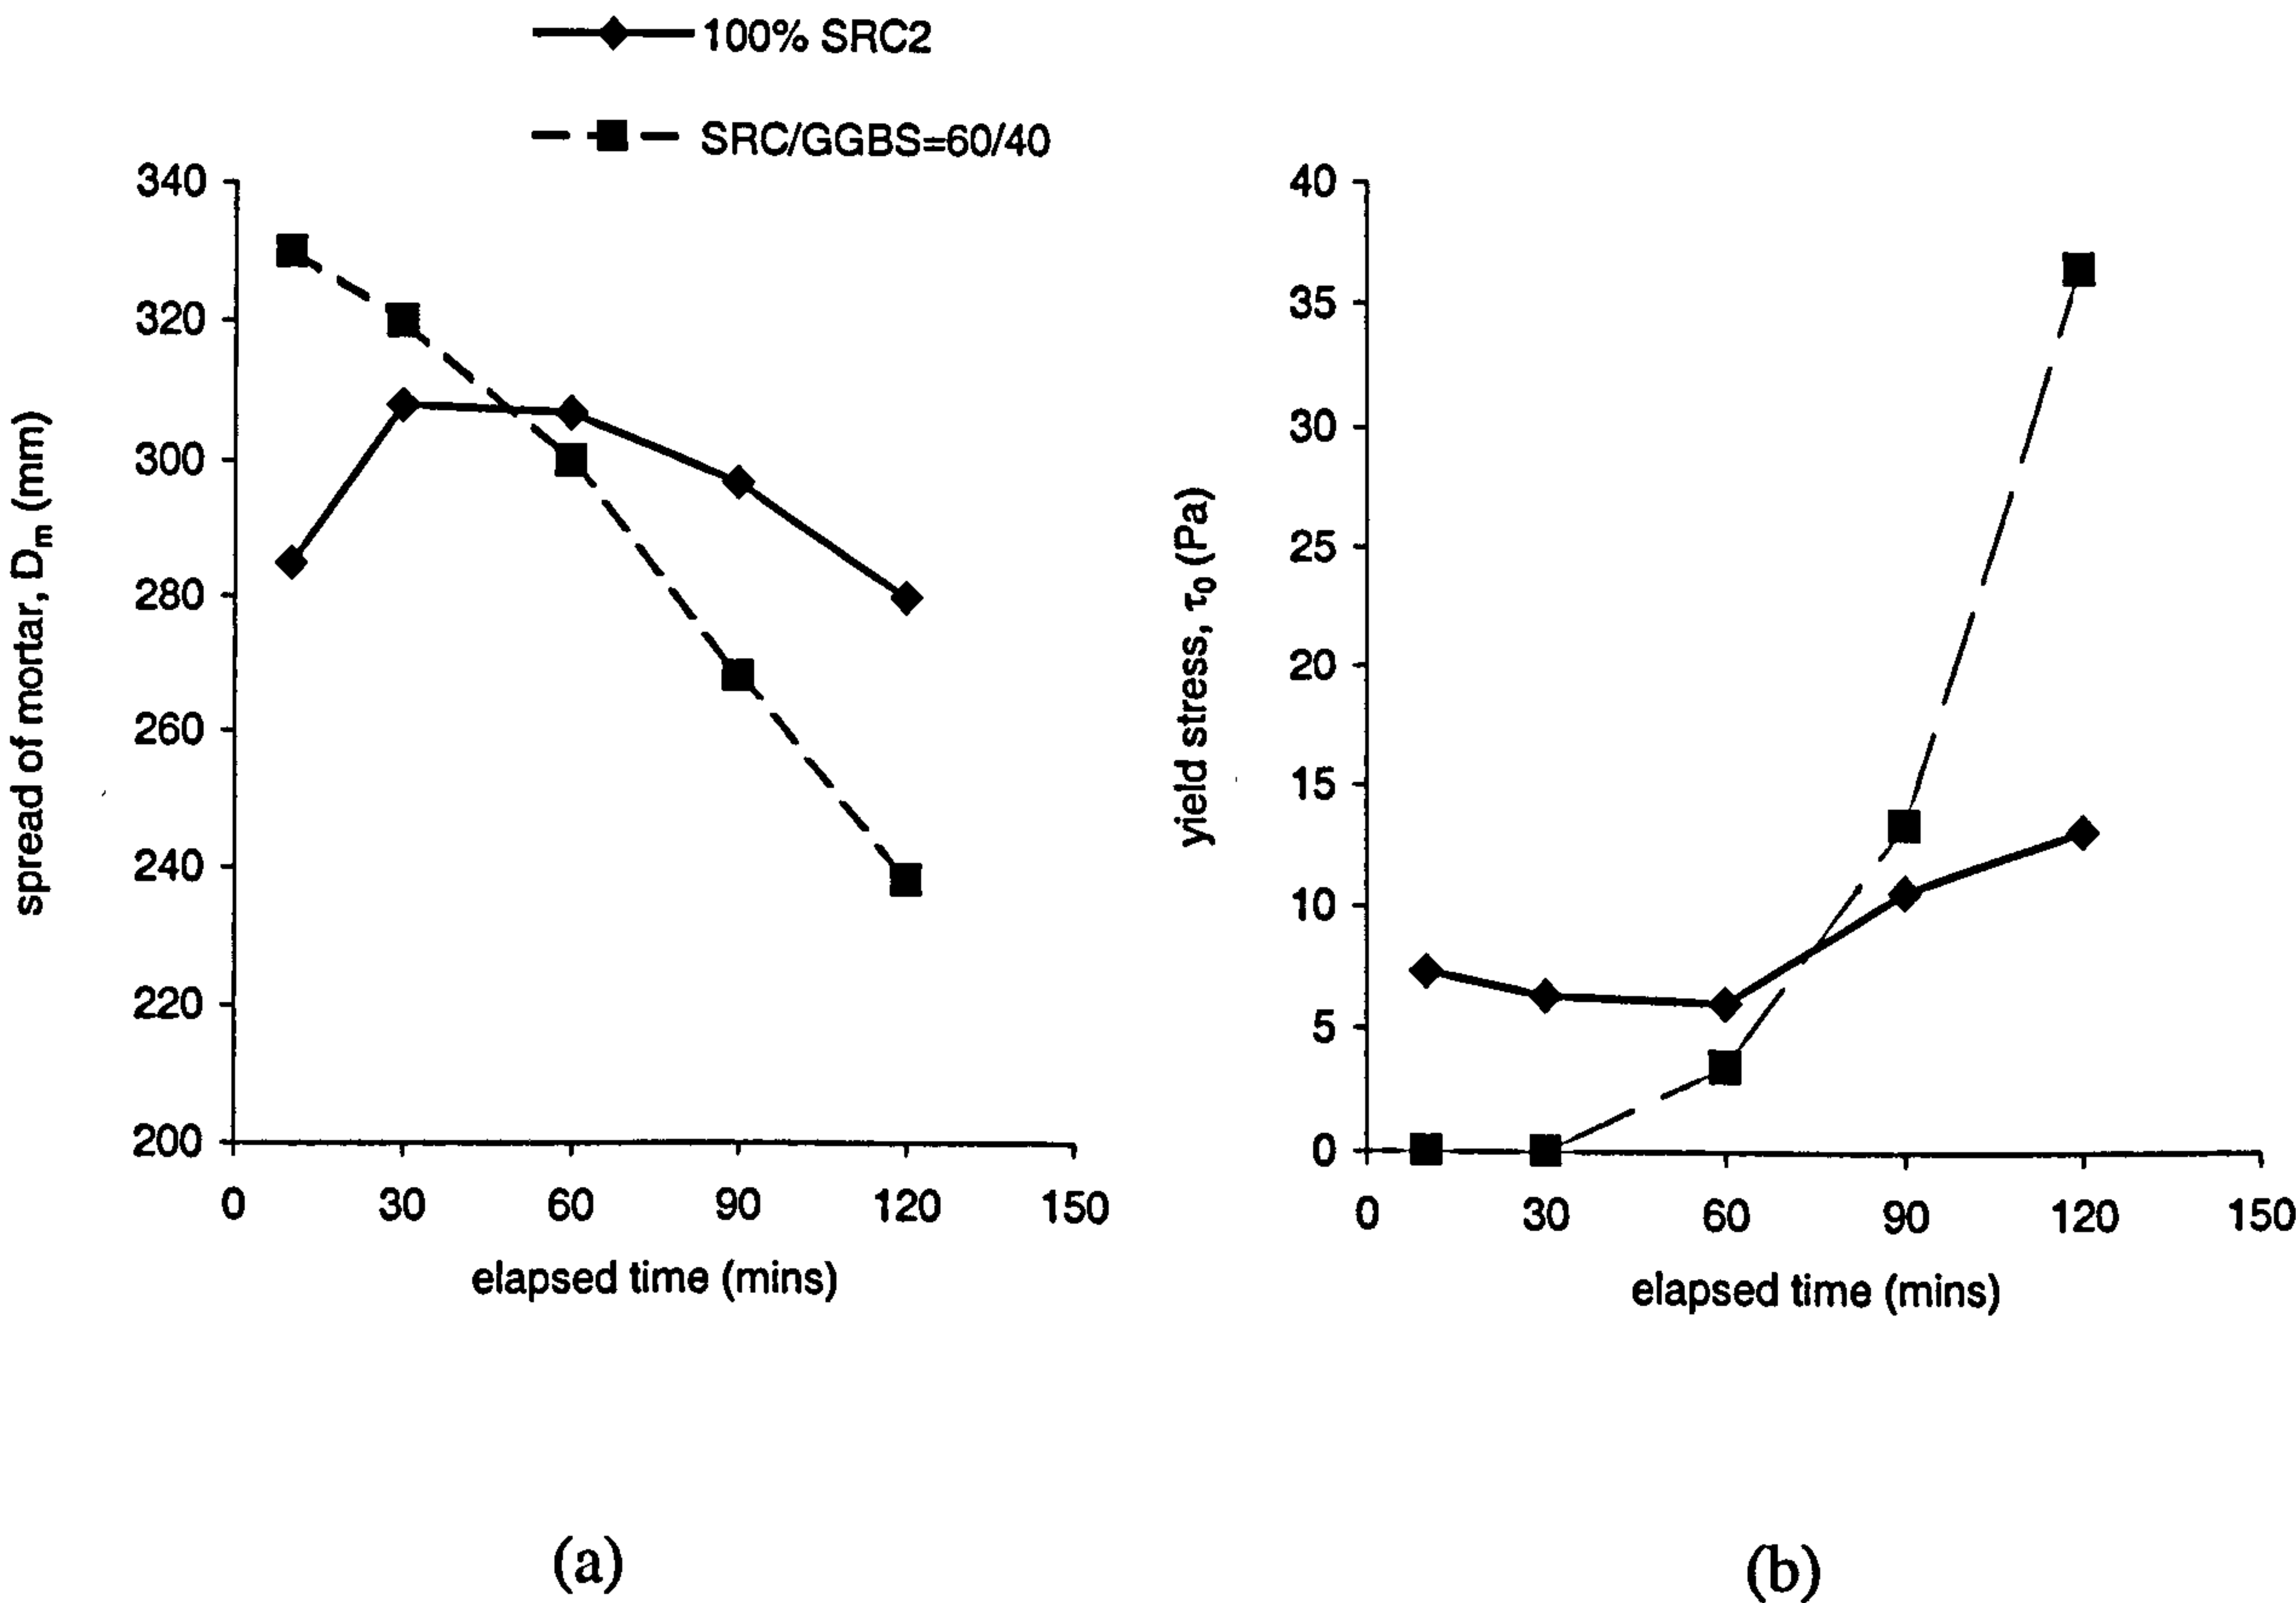 100% SRC2
SRC/GGBS=60/40
340
320
300
280
260
240
220
200
0 30 60 90 120 150
spread of mortar, Dₘ (mm)
elapsed time (mins)
(a)
40
35
30
25
20
15
10
5
0
0 30 60 90 120 150
yield stress, τ₀ (Pa)
elapsed time (mins)
(b)